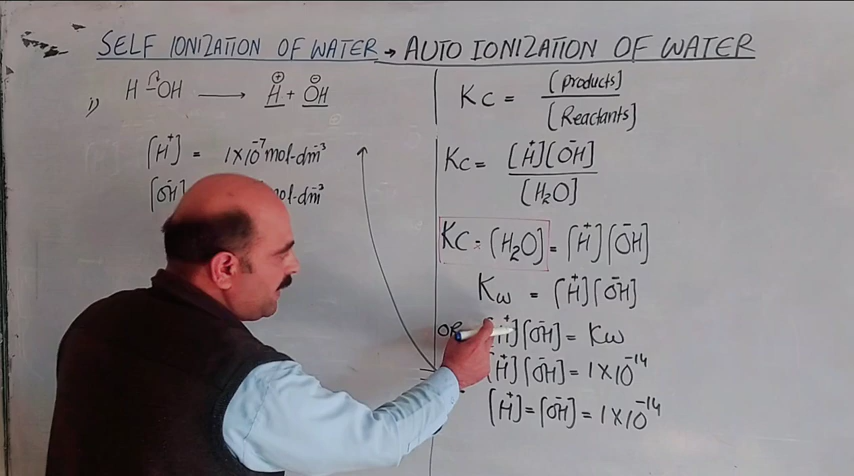 SELF IONIZATION OF WATER → AUTO IONIZATION OF WATER
1) H–OH ⟶ H⁺ + OH⁻
[H⁺] = 1×10⁻⁷ mol·dm⁻³
[OH⁻] mol·dm⁻³
Kc = [Products] / [Reactants]
Kc = [H⁺][OH⁻] / [H₂O]
Kc = [H₂O] = [H⁺][OH⁻]
Kw = [H⁺][OH⁻]
OR [H⁺][OH⁻] = Kw
[H⁺][OH⁻] = 1×10⁻¹⁴
[H⁺] = [OH⁻] = 1×10⁻¹⁴